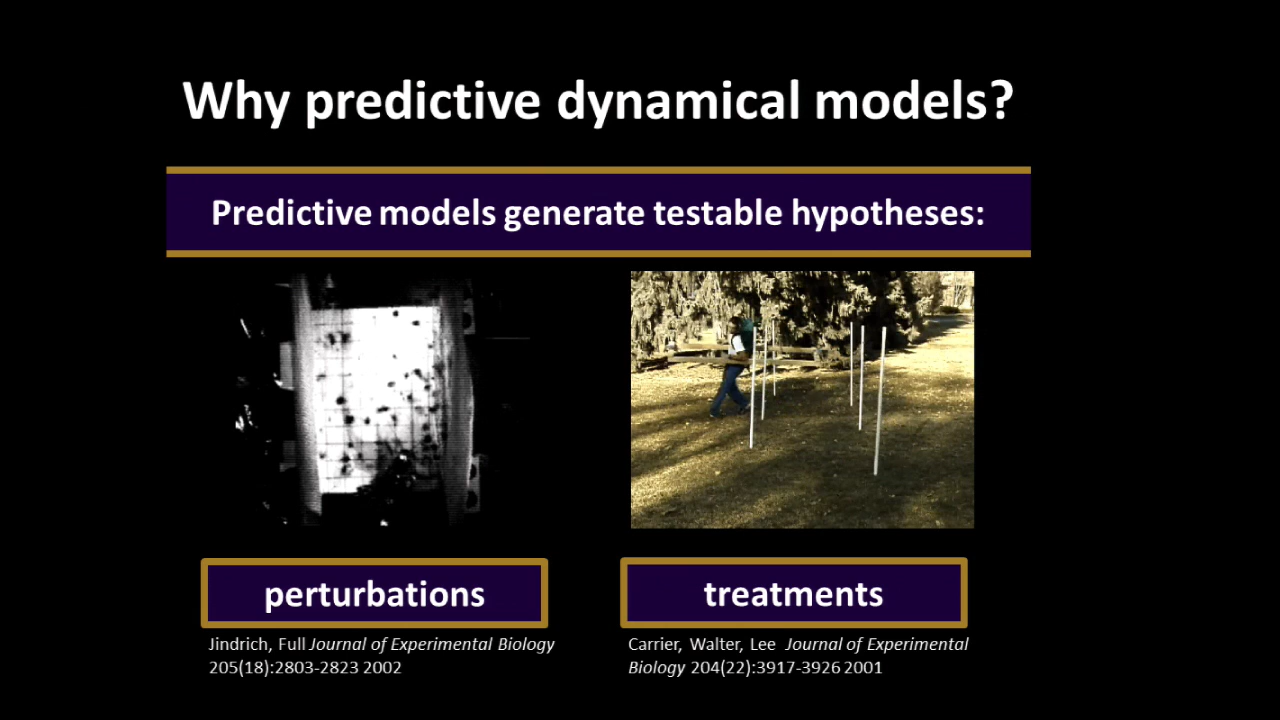 Why predictive dynamical models?
Predictive models generate testable hypotheses:
perturbations
Jindrich, Full Journal of Experimental Biology
205(18):2803-2823 2002
treatments
Carrier, Walter, Lee Journal of Experimental
Biology 204(22):3917-3926 2001